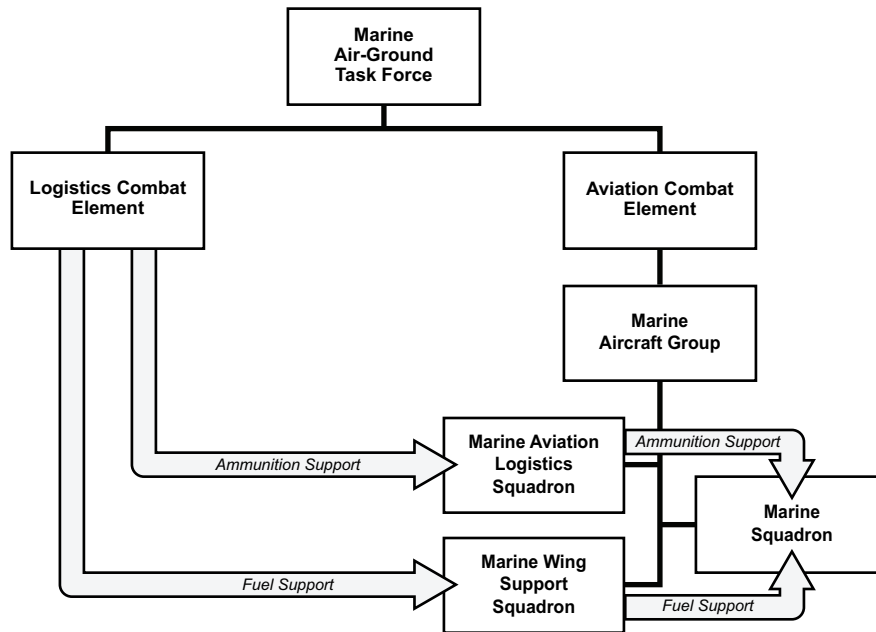 Marine
Air-Ground
Task Force
Logistics Combat
Element
Aviation Combat
Element
Marine
Aircraft Group
Marine Aviation
Logistics
Squadron
Ammunition Support
Ammunition Support
Marine
Squadron
Marine Wing
Support
Squadron
Fuel Support
Fuel Support